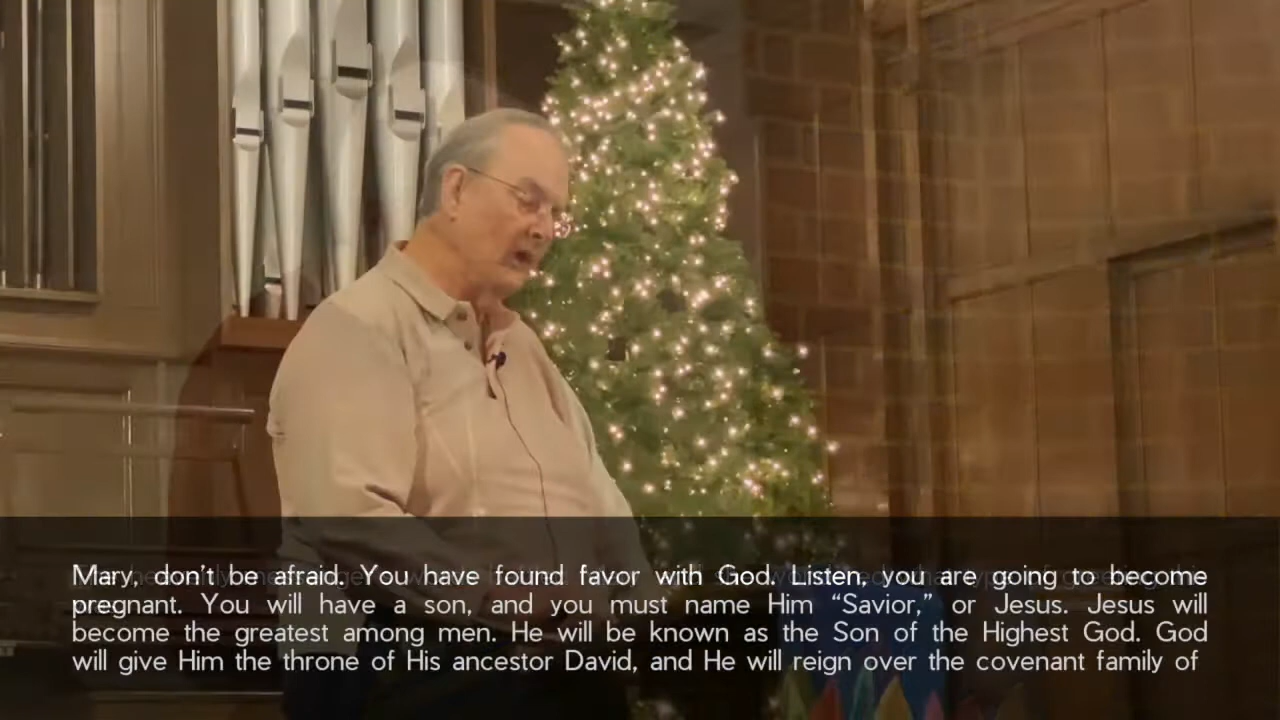 Mary, don't be afraid. You have found favor with God. Listen, you are going to become
pregnant. You will have a son, and you must name Him “Savior,” or Jesus. Jesus will
become the greatest among men. He will be known as the Son of the Highest God. God
will give Him the throne of His ancestor David, and He will reign over the covenant family of